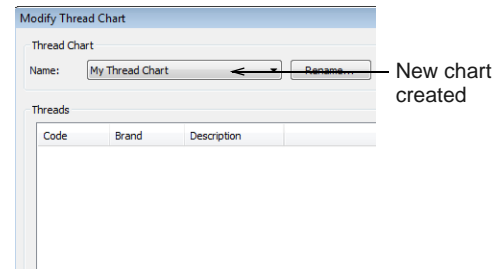 Modify Thread Chart
Thread Chart
Name: My Thread Chart Rename...
New chart
created
Threads
Code Brand Description